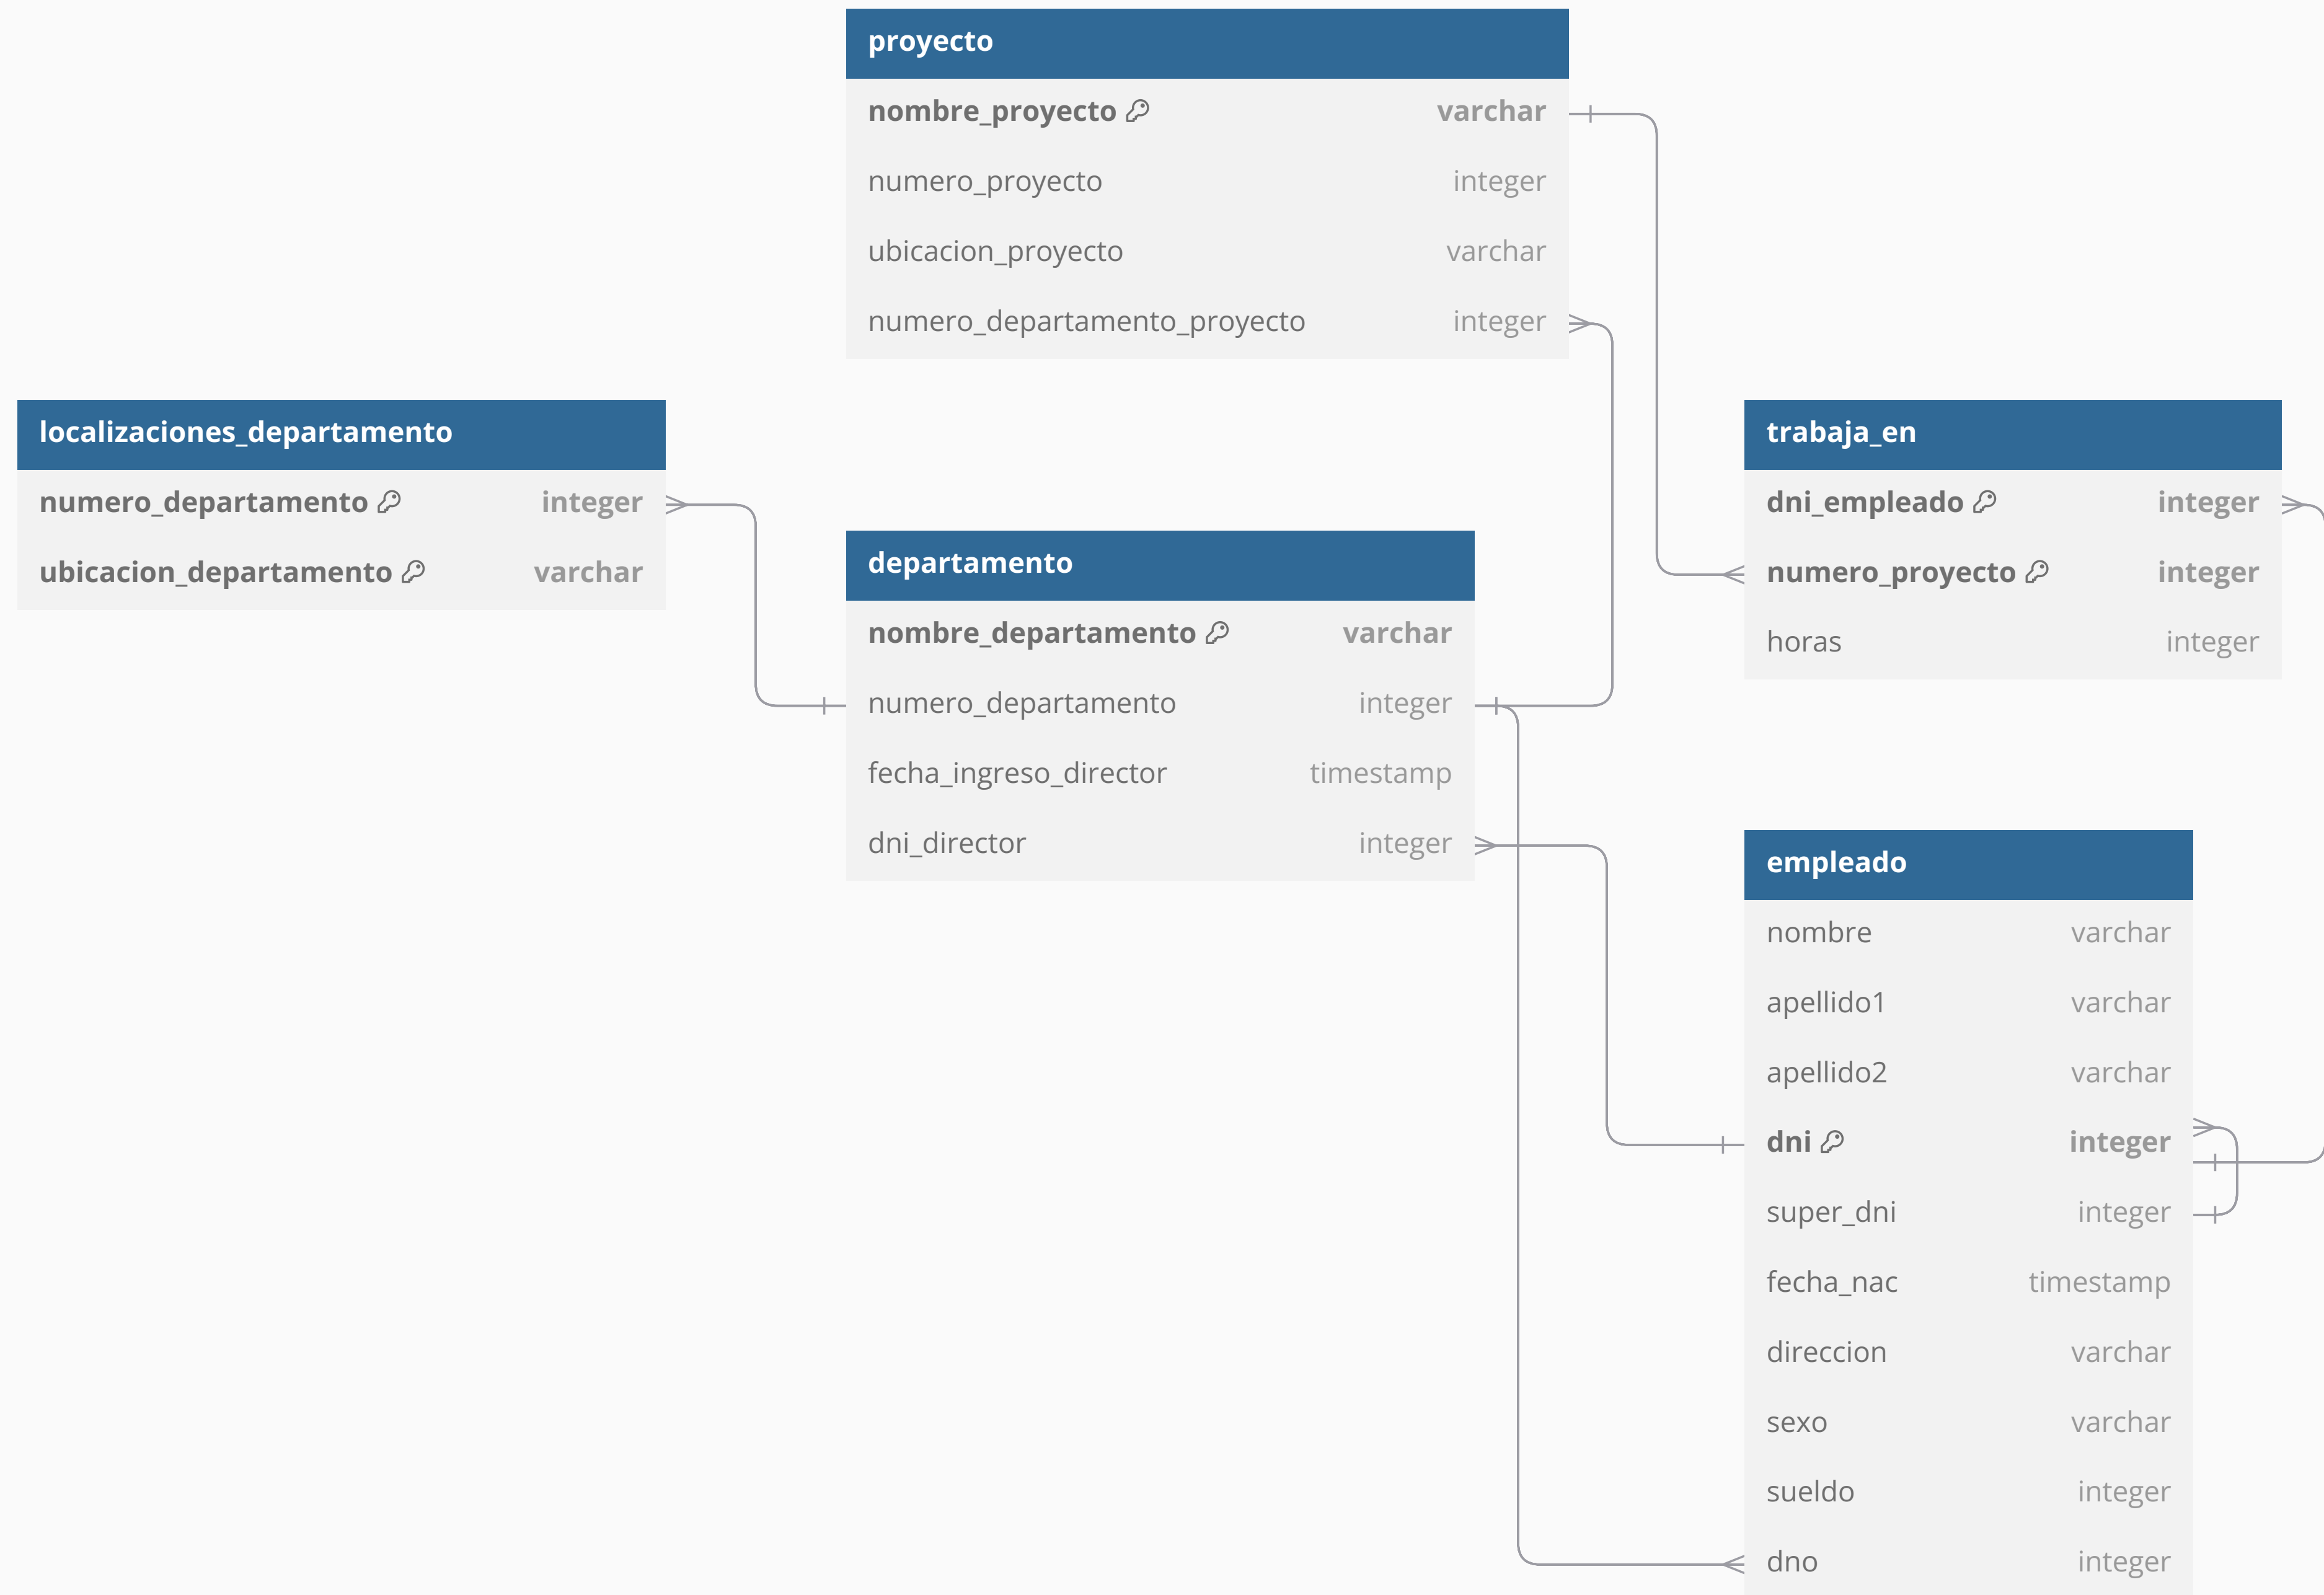 proyecto
nombre_proyecto varchar
numero_proyecto integer
ubicacion_proyecto varchar
numero_departamento_proyecto integer
localizaciones_departamento
numero_departamento integer
ubicacion_departamento varchar
departamento
nombre_departamento varchar
numero_departamento integer
fecha_ingreso_director timestamp
dni_director integer
trabaja_en
dni_empleado integer
numero_proyecto integer
horas integer
empleado
nombre varchar
apellido1 varchar
apellido2 varchar
dni integer
super_dni integer
fecha_nac timestamp
direccion varchar
sexo varchar
sueldo integer
dno integer